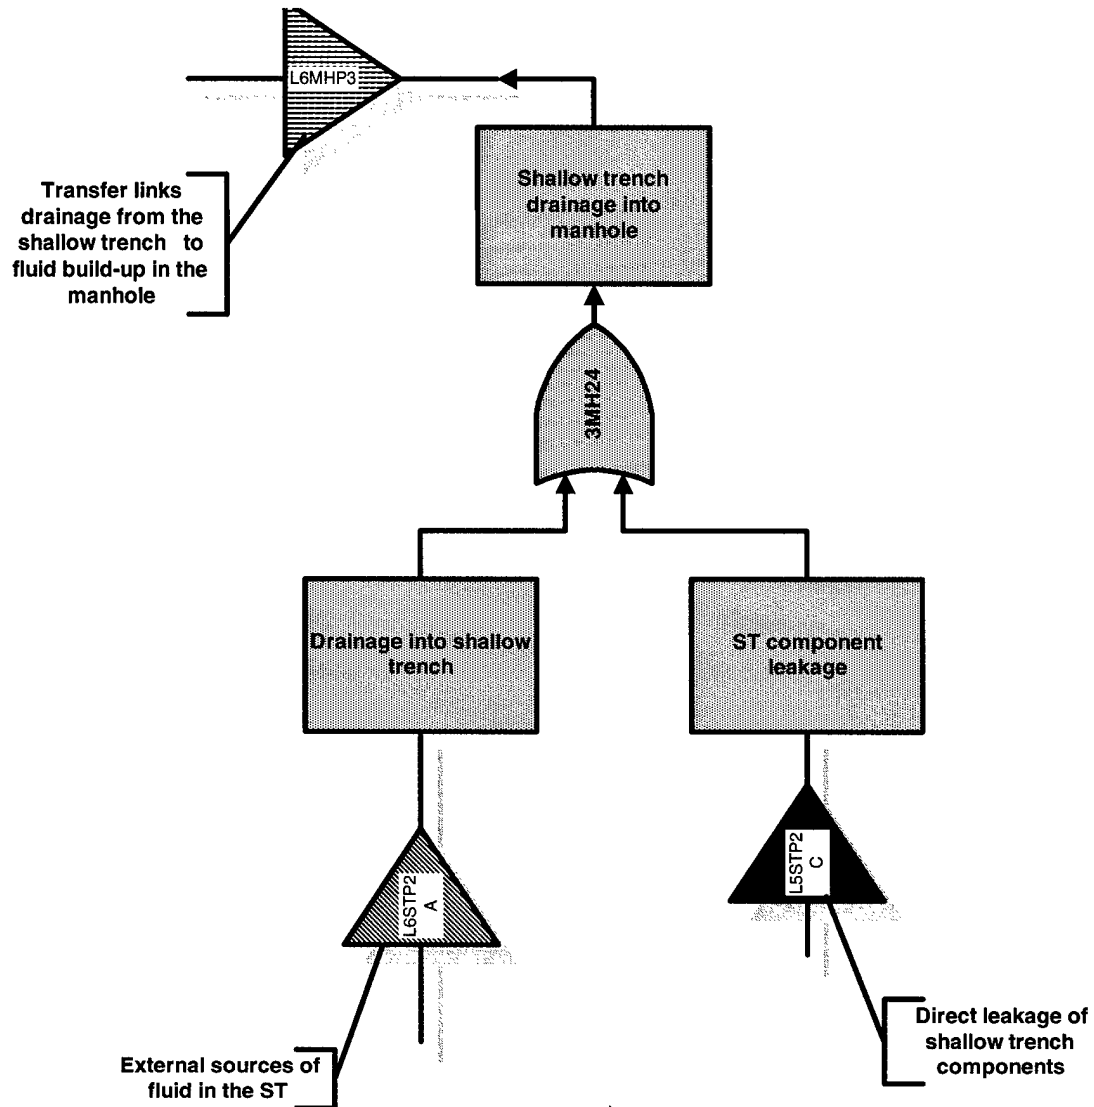 L6MHP3
Transfer links
drainage from the
shallow trench to
fluid build-up in the
manhole
Shallow trench
drainage into
manhole
3MH24
Drainage into shallow
trench
ST component
leakage
L6STP2
A
L5STP2
C
External sources of
fluid in the ST
Direct leakage of
shallow trench
components